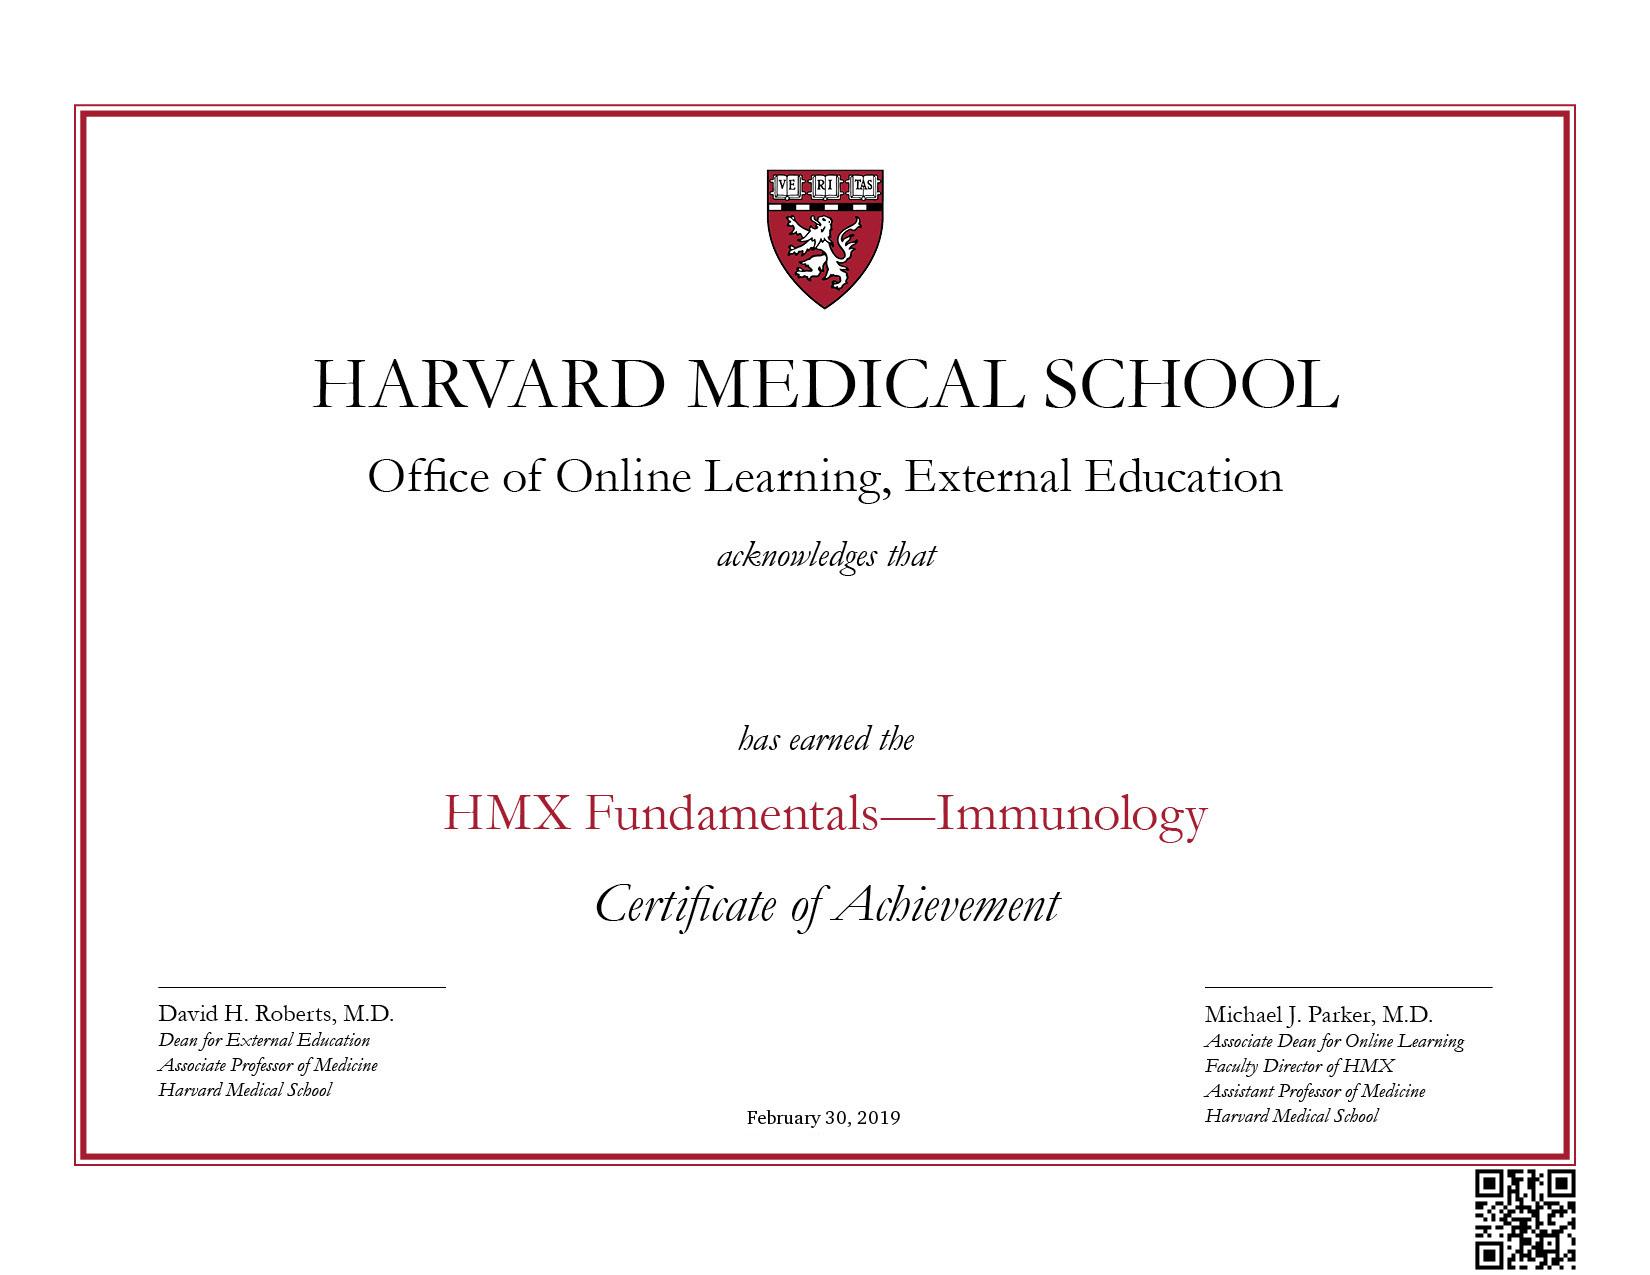 VE RI TAS
HARVARD MEDICAL SCHOOL
Office of Online Learning, External Education
acknowledges that
has earned the
HMX Fundamentals—Immunology
Certificate of Achievement
David H. Roberts, M.D.
Dean for External Education
Associate Professor of Medicine
Harvard Medical School
Michael J. Parker, M.D.
Associate Dean for Online Learning
Faculty Director of HMX
Assistant Professor of Medicine
Harvard Medical School
February 30, 2019